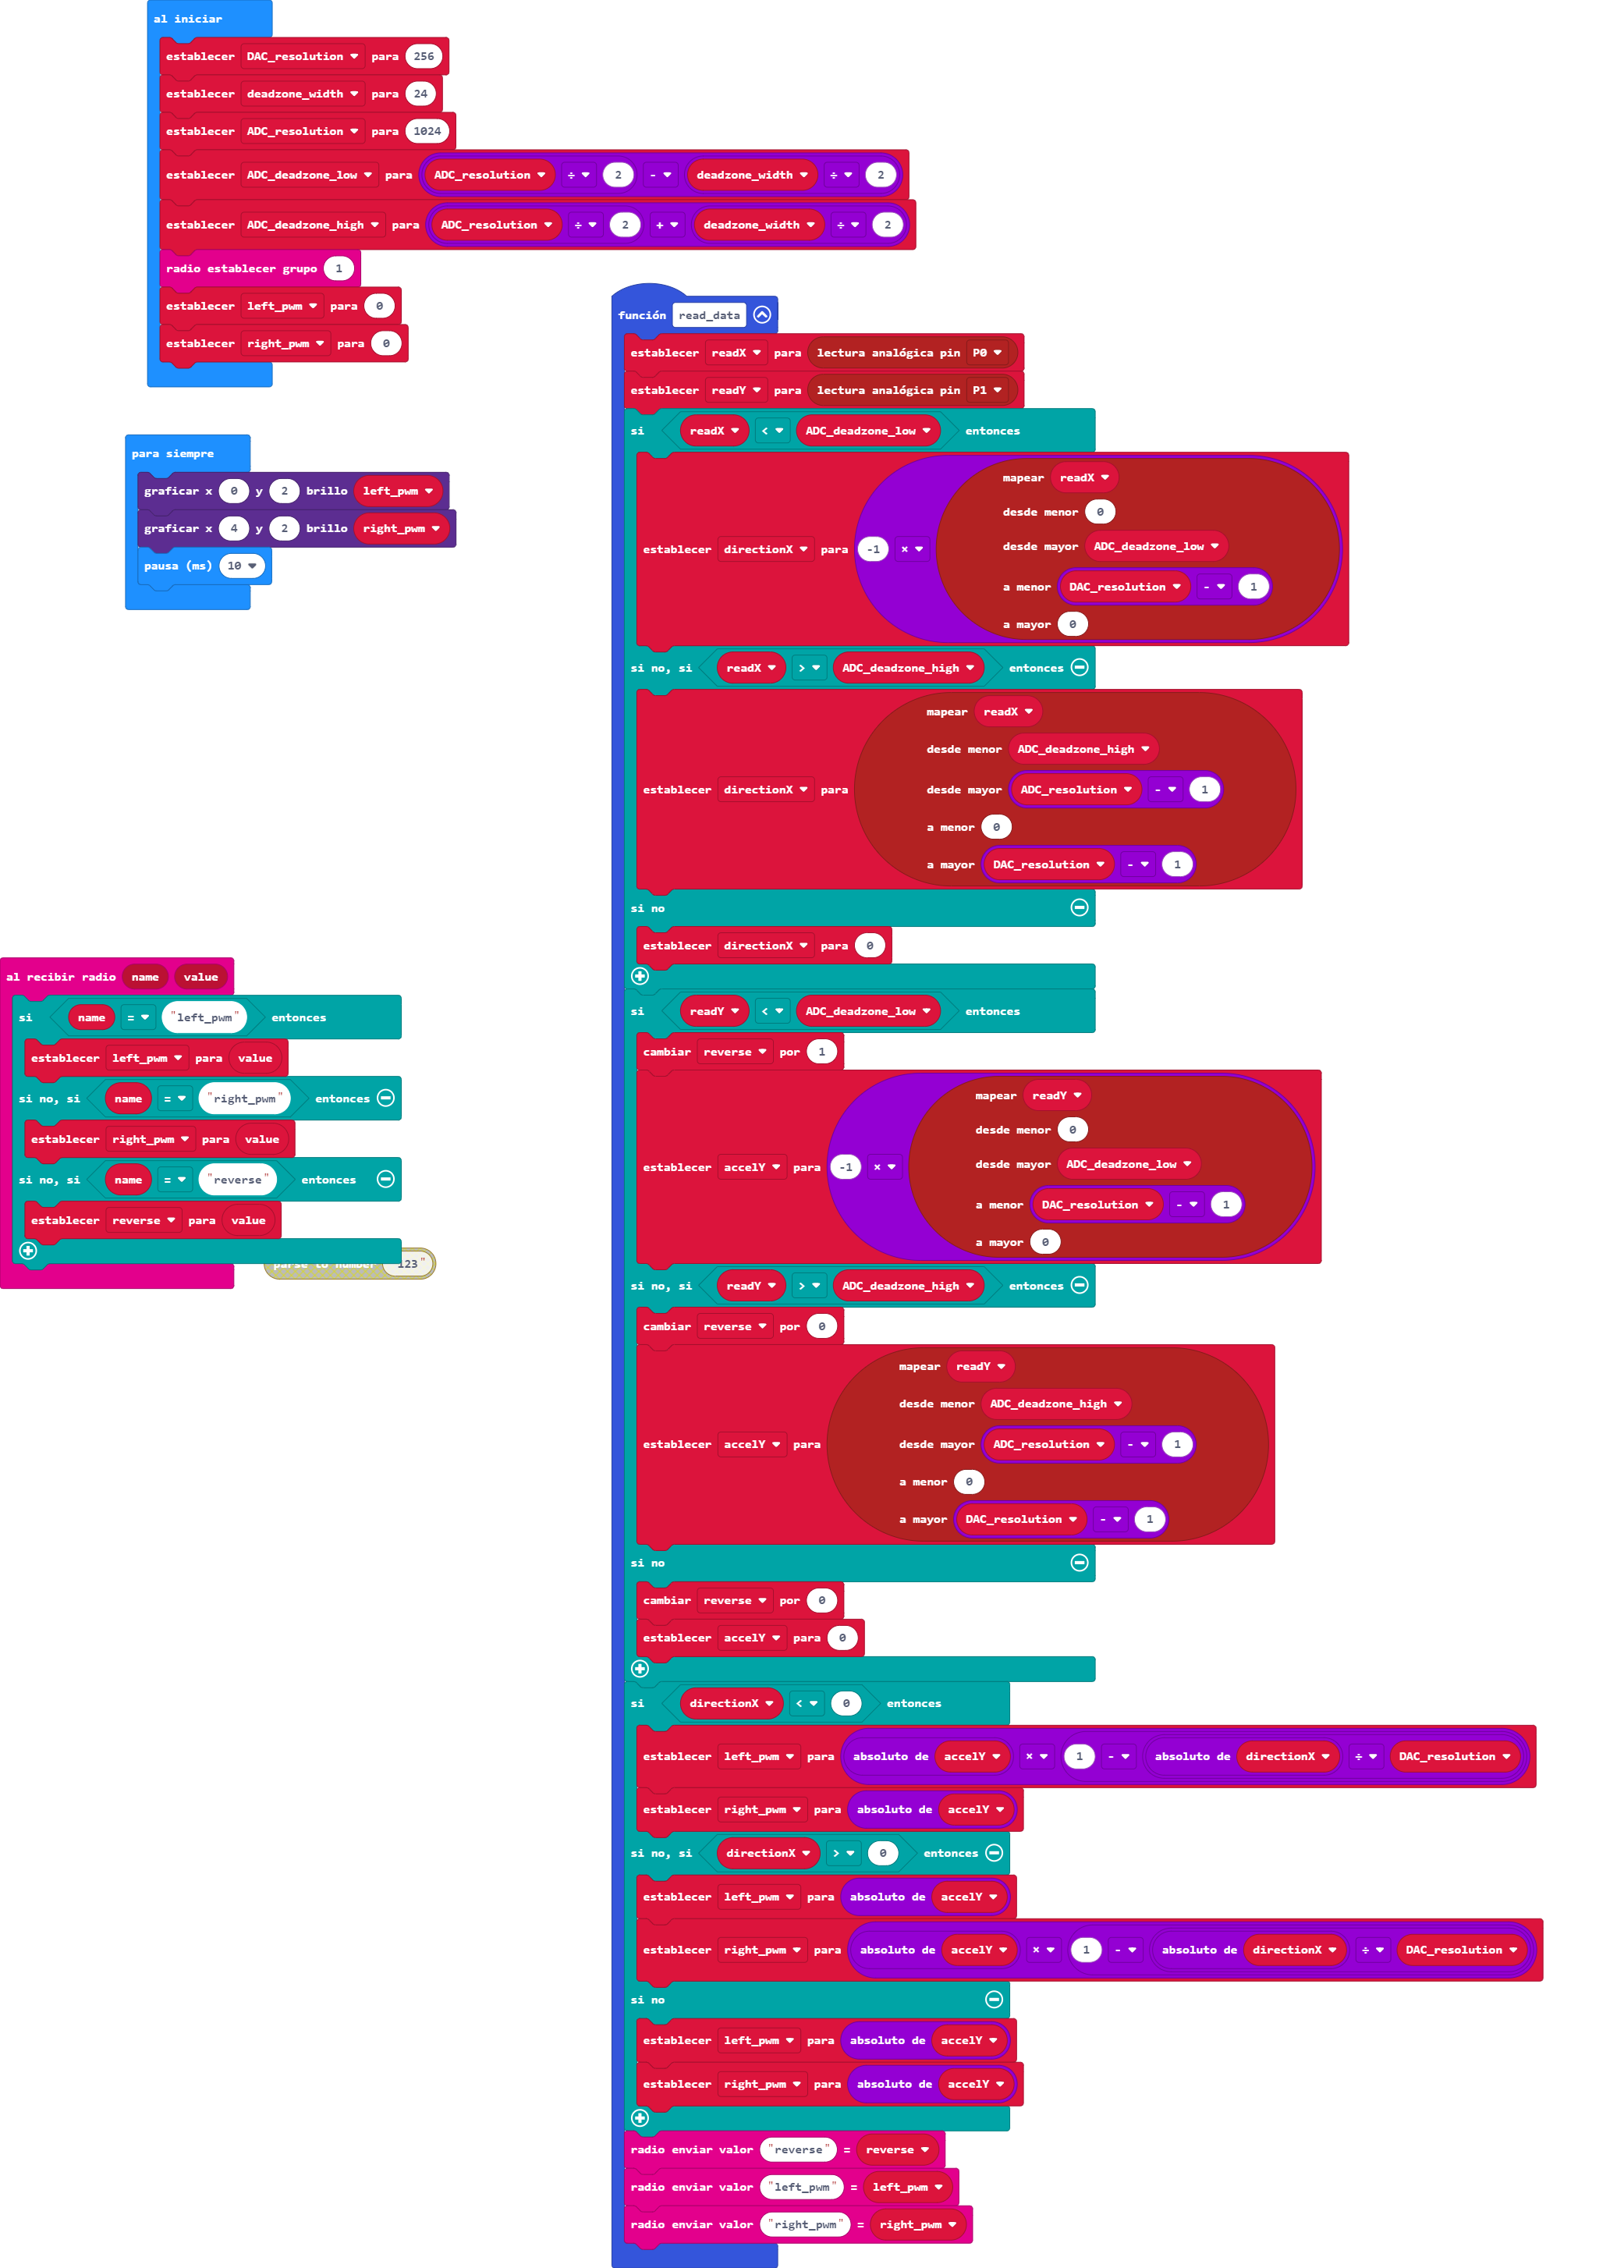 al iniciar
establecer DAC_resolution para 256
establecer deadzone_width para 24
establecer ADC_resolution para 1024
establecer ADC_deadzone_low para ADC_resolution ÷ 2 - deadzone_width ÷ 2
establecer ADC_deadzone_high para ADC_resolution ÷ 2 + deadzone_width ÷ 2
radio establecer grupo 1
establecer left_pwm para 0
establecer right_pwm para 0
para siempre
graficar x 0 y 2 brillo left_pwm
graficar x 4 y 2 brillo right_pwm
pausa (ms) 10
al recibir radio name value
si name = "left_pwm" entonces
establecer left_pwm para value
si no, si name = "right_pwm" entonces
establecer right_pwm para value
si no, si name = "reverse" entonces
establecer reverse para value
parse to number 123"
función read_data
establecer readX para lectura analógica pin P0
establecer readY para lectura analógica pin P1
si readX < ADC_deadzone_low entonces
establecer directionX para -1 × mapear readX
desde menor 0
desde mayor ADC_deadzone_low
a menor DAC_resolution - 1
a mayor 0
si no, si readX > ADC_deadzone_high entonces
establecer directionX para mapear readX
desde menor ADC_deadzone_high
desde mayor ADC_resolution - 1
a menor 0
a mayor DAC_resolution - 1
si no
establecer directionX para 0
si readY < ADC_deadzone_low entonces
cambiar reverse por 1
establecer accelY para -1 × mapear readY
desde menor 0
desde mayor ADC_deadzone_low
a menor DAC_resolution - 1
a mayor 0
si no, si readY > ADC_deadzone_high entonces
cambiar reverse por 0
establecer accelY para mapear readY
desde menor ADC_deadzone_high
desde mayor ADC_resolution - 1
a menor 0
a mayor DAC_resolution - 1
si no
cambiar reverse por 0
establecer accelY para 0
si directionX < 0 entonces
establecer left_pwm para absoluto de accelY × 1 - absoluto de directionX ÷ DAC_resolution
establecer right_pwm para absoluto de accelY
si no, si directionX > 0 entonces
establecer left_pwm para absoluto de accelY
establecer right_pwm para absoluto de accelY × 1 - absoluto de directionX ÷ DAC_resolution
si no
establecer left_pwm para absoluto de accelY
establecer right_pwm para absoluto de accelY
radio enviar valor "reverse" = reverse
radio enviar valor "left_pwm" = left_pwm
radio enviar valor "right_pwm" = right_pwm